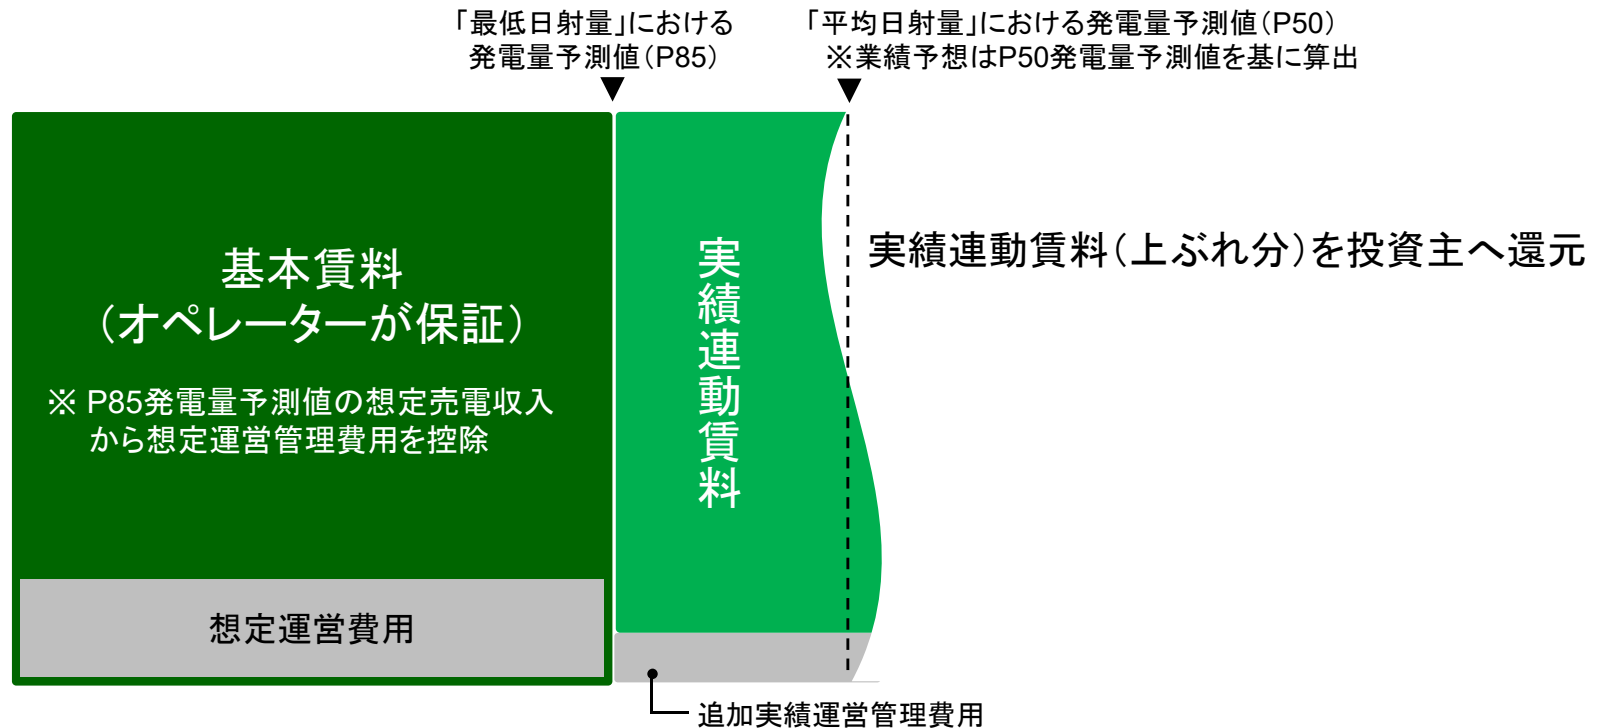 「最低日射量」における
発電量予測値（P85）
「平均日射量」における発電量予測値（P50）
※業績予想はP50発電量予測値を基に算出
基本賃料
（オペレーターが保証）
※ P85発電量予測値の想定売電収入
から想定運営管理費用を控除
想定運営費用
実績連動賃料
実績連動賃料（上ぶれ分）を投資主へ還元
追加実績運営管理費用